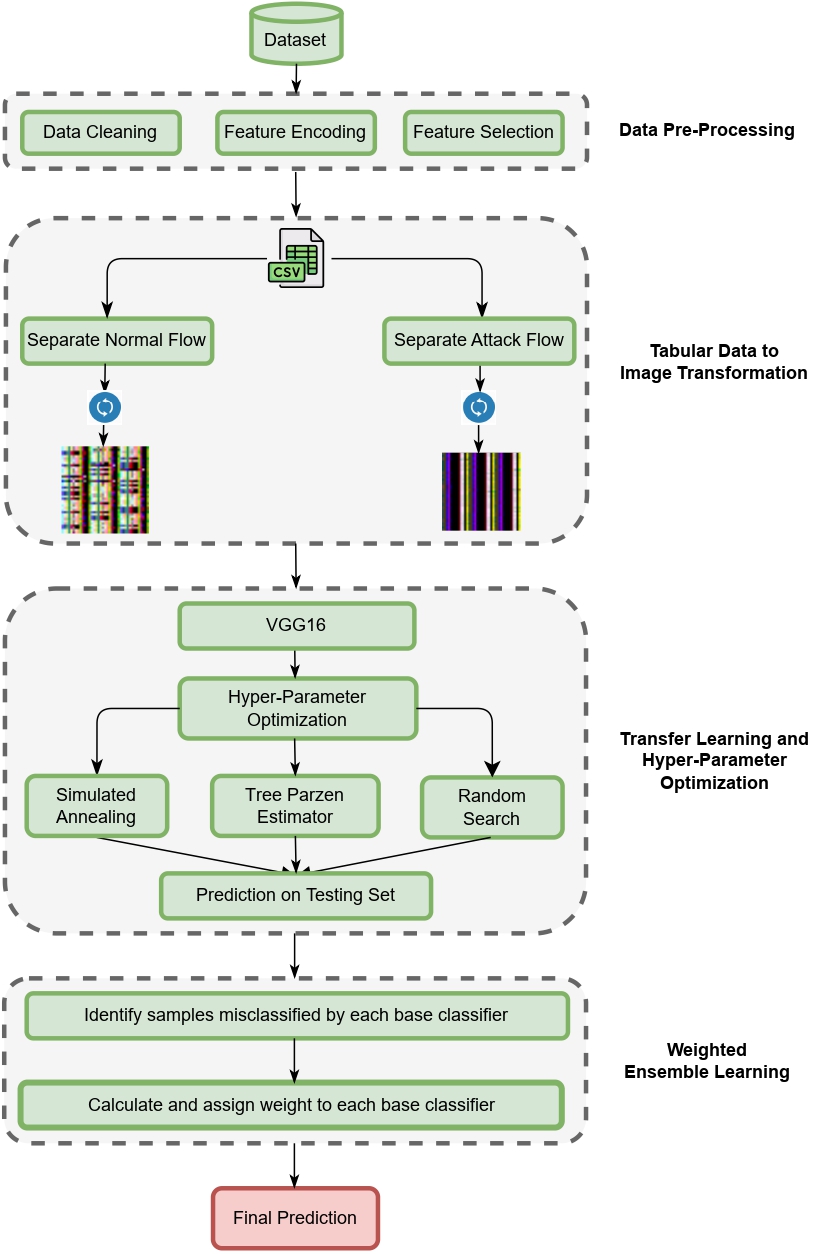 Dataset
Data Cleaning
Feature Encoding
Feature Selection
Data Pre-Processing
CSV
Separate Normal Flow
Separate Attack Flow
Tabular Data to
Image Transformation
VGG16
Hyper-Parameter
Optimization
Simulated
Annealing
Tree Parzen
Estimator
Random
Search
Prediction on Testing Set
Transfer Learning and
Hyper-Parameter
Optimization
Identify samples misclassified by each base classifier
Calculate and assign weight to each base classifier
Weighted
Ensemble Learning
Final Prediction